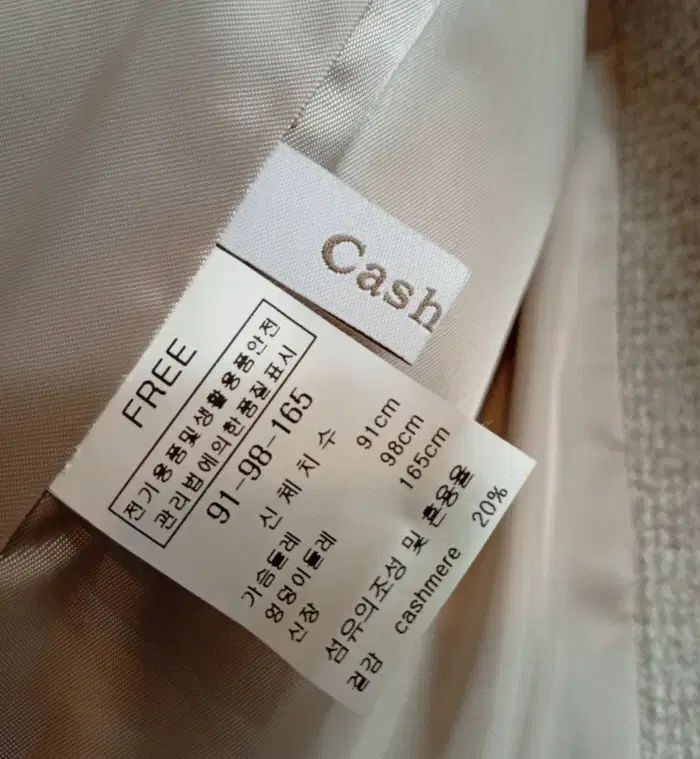 Cash
FREE
전기용품및생활용품안전
관리법에의한품질표시
91-98-165
신 체 치 수
가슴둘레 91cm
엉덩이둘레 98cm
신장 165cm
섬유의조성 및 혼용율
겉감 cashmere 20%